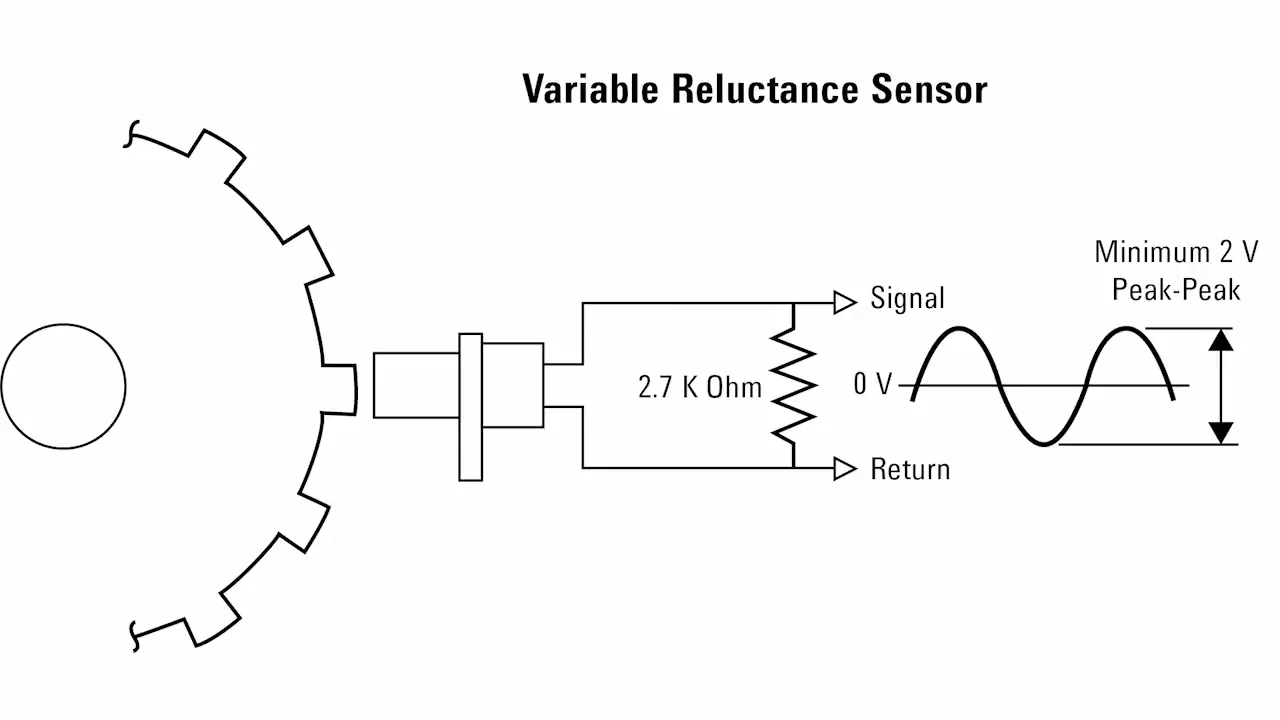 Variable Reluctance Sensor
Minimum 2 V
Peak-Peak
Signal
2.7 K Ohm
0 V
Return